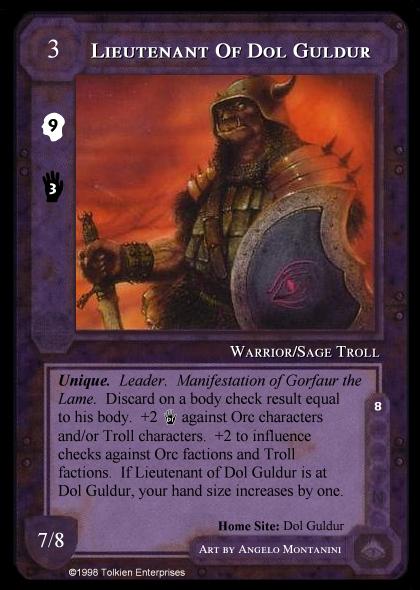 3
LIEUTENANT OF DOL GULDUR
9
3
WARRIOR/SAGE TROLL
Unique. Leader. Manifestation of Gorfaur the
Lame. Discard on a body check result equal
to his body. +2 against Orc characters
and/or Troll characters. +2 to influence
checks against Orc factions and Troll
factions. If Lieutenant of Dol Guldur is at
Dol Guldur, your hand size increases by one.
8
Home Site: Dol Guldur
7/8
ART BY ANGELO MONTANINI
©1998 Tolkien Enterprises